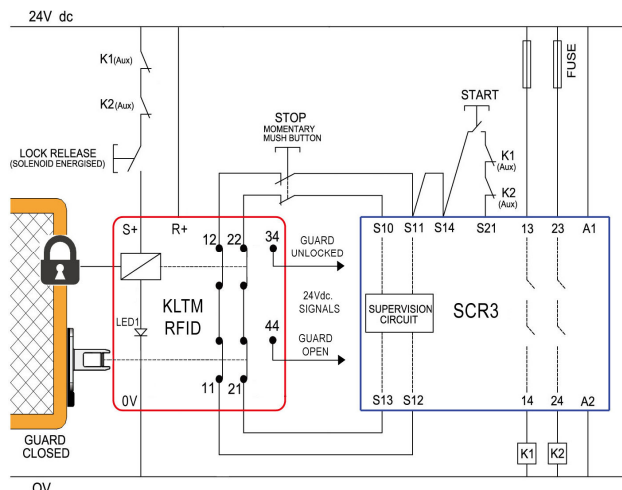 24V dc
K1(Aux)
K2(Aux)
LOCK RELEASE
(SOLENOID ENERGISED)
STOP
MOMENTARY
MUSH BUTTON
START
K1
(Aux)
K2
(Aux)
FUSE
S+
R+
12
22
34
GUARD
UNLOCKED
KLTM
RFID
LED1
24Vdc.
SIGNALS
44
GUARD
OPEN
0V
11
21
S10
S11
S14
S21
13
23
A1
SUPERVISION
CIRCUIT
SCR3
S13
S12
14
24
A2
K1
K2
GUARD
CLOSED
0V